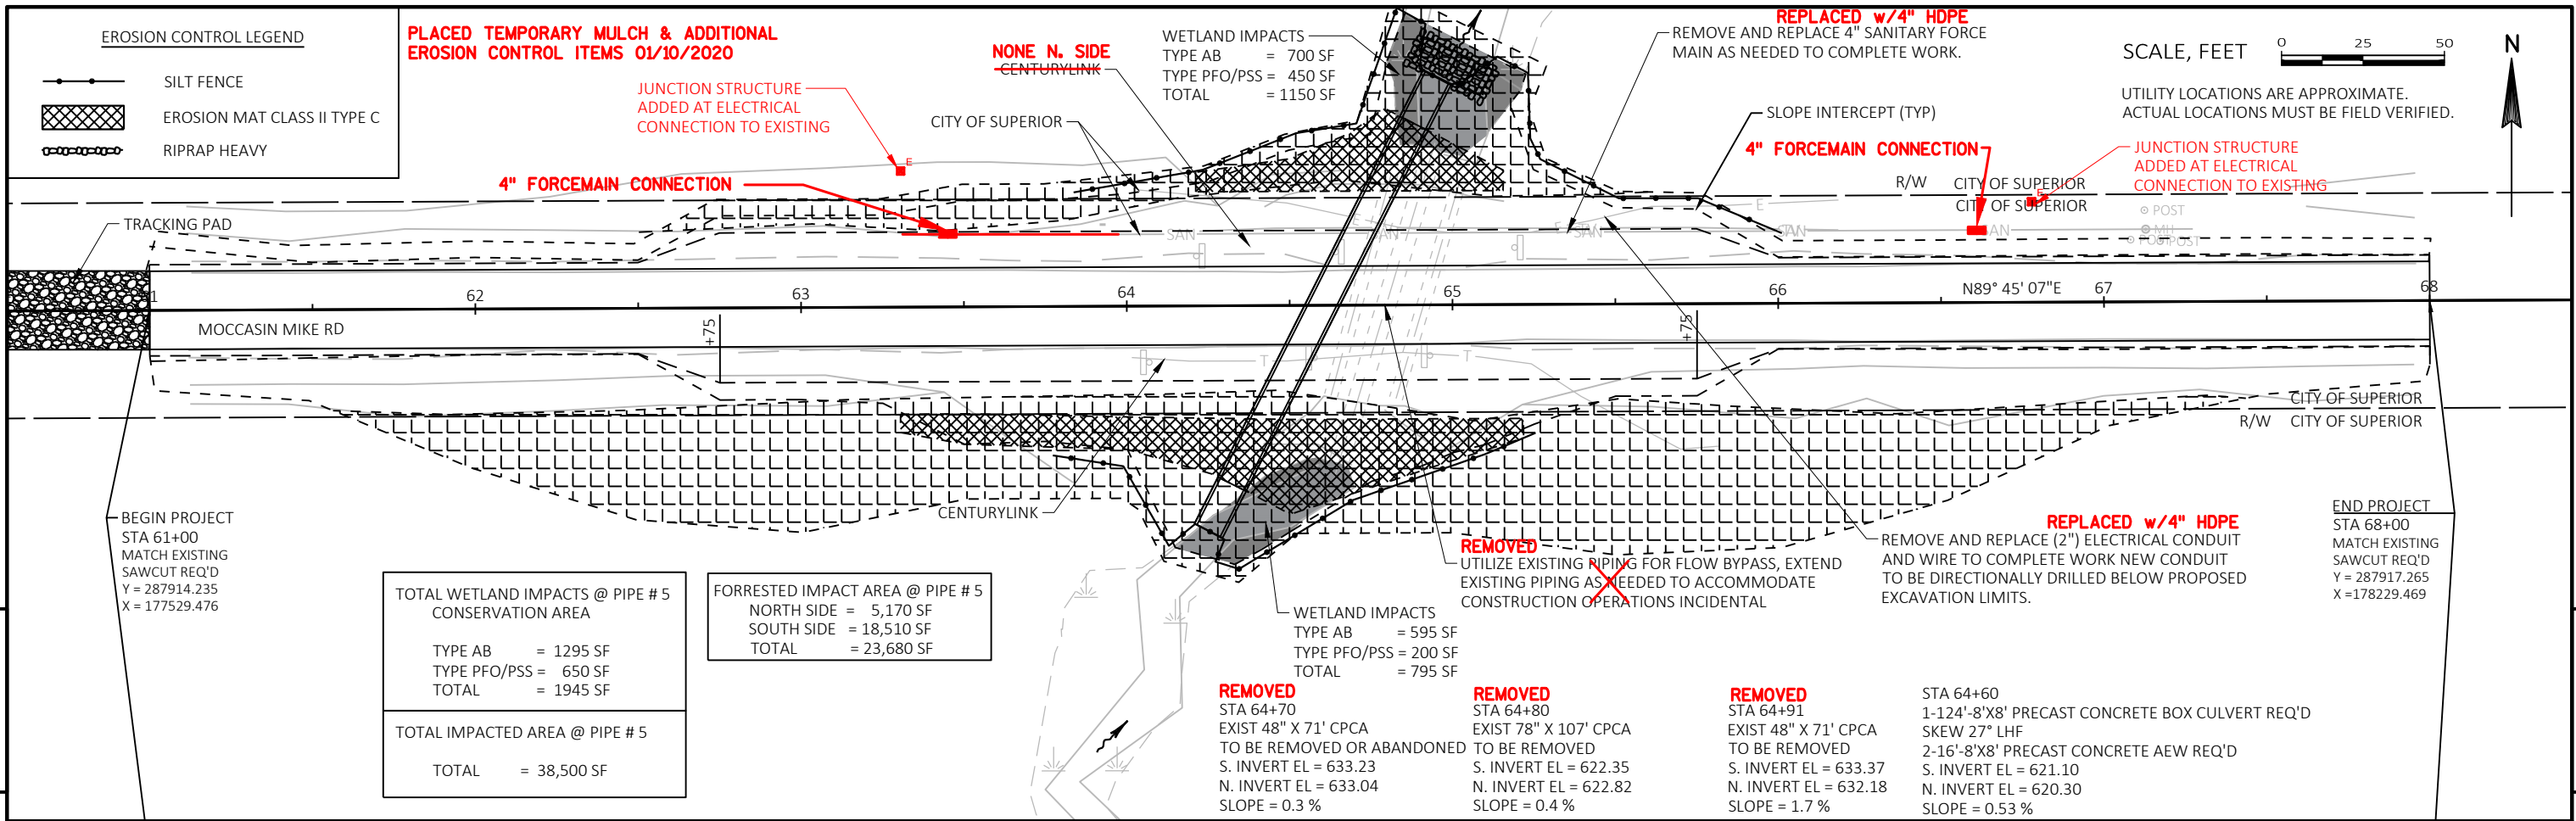 EROSION CONTROL LEGEND
SILT FENCE
EROSION MAT CLASS II TYPE C
RIPRAP HEAVY
PLACED TEMPORARY MULCH & ADDITIONAL
EROSION CONTROL ITEMS 01/10/2020
JUNCTION STRUCTURE
ADDED AT ELECTRICAL
CONNECTION TO EXISTING
E
4" FORCEMAIN CONNECTION
NONE N. SIDE
CENTURYLINK
CITY OF SUPERIOR
WETLAND IMPACTS
TYPE AB = 700 SF
TYPE PFO/PSS = 450 SF
TOTAL = 1150 SF
REPLACED w/4" HDPE
REMOVE AND REPLACE 4" SANITARY FORCE
MAIN AS NEEDED TO COMPLETE WORK.
SLOPE INTERCEPT (TYP)
4" FORCEMAIN CONNECTION
SCALE, FEET 0 25 50
N
UTILITY LOCATIONS ARE APPROXIMATE.
ACTUAL LOCATIONS MUST BE FIELD VERIFIED.
JUNCTION STRUCTURE
ADDED AT ELECTRICAL
CONNECTION TO EXISTING
R/W CITY OF SUPERIOR
CITY OF SUPERIOR
E
POST
MH
POST
TRACKING PAD
SAN
SAN
E
E
62 63 64 65 66 67 68
N89° 45' 07"E
MOCCASIN MIKE RD
+75
+75
T
T
CITY OF SUPERIOR
R/W CITY OF SUPERIOR
CENTURYLINK
BEGIN PROJECT
STA 61+00
MATCH EXISTING
SAWCUT REQ'D
Y = 287914.235
X = 177529.476
END PROJECT
STA 68+00
MATCH EXISTING
SAWCUT REQ'D
Y = 287917.265
X =178229.469
REPLACED w/4" HDPE
REMOVE AND REPLACE (2") ELECTRICAL CONDUIT
AND WIRE TO COMPLETE WORK NEW CONDUIT
TO BE DIRECTIONALLY DRILLED BELOW PROPOSED
EXCAVATION LIMITS.
REMOVED
UTILIZE EXISTING PIPING FOR FLOW BYPASS, EXTEND
EXISTING PIPING AS NEEDED TO ACCOMMODATE
CONSTRUCTION OPERATIONS INCIDENTAL
WETLAND IMPACTS
TYPE AB = 595 SF
TYPE PFO/PSS = 200 SF
TOTAL = 795 SF
TOTAL WETLAND IMPACTS @ PIPE # 5
CONSERVATION AREA
TYPE AB = 1295 SF
TYPE PFO/PSS = 650 SF
TOTAL = 1945 SF
TOTAL IMPACTED AREA @ PIPE # 5
TOTAL = 38,500 SF
FORRESTED IMPACT AREA @ PIPE # 5
NORTH SIDE = 5,170 SF
SOUTH SIDE = 18,510 SF
TOTAL = 23,680 SF
REMOVED
STA 64+70
EXIST 48" X 71' CPCA
TO BE REMOVED OR ABANDONED
S. INVERT EL = 633.23
N. INVERT EL = 633.04
SLOPE = 0.3 %
REMOVED
STA 64+80
EXIST 78" X 107' CPCA
TO BE REMOVED
S. INVERT EL = 622.35
N. INVERT EL = 622.82
SLOPE = 0.4 %
REMOVED
STA 64+91
EXIST 48" X 71' CPCA
TO BE REMOVED
S. INVERT EL = 633.37
N. INVERT EL = 632.18
SLOPE = 1.7 %
STA 64+60
1-124'-8'X8' PRECAST CONCRETE BOX CULVERT REQ'D
SKEW 27° LHF
2-16'-8'X8' PRECAST CONCRETE AEW REQ'D
S. INVERT EL = 621.10
N. INVERT EL = 620.30
SLOPE = 0.53 %